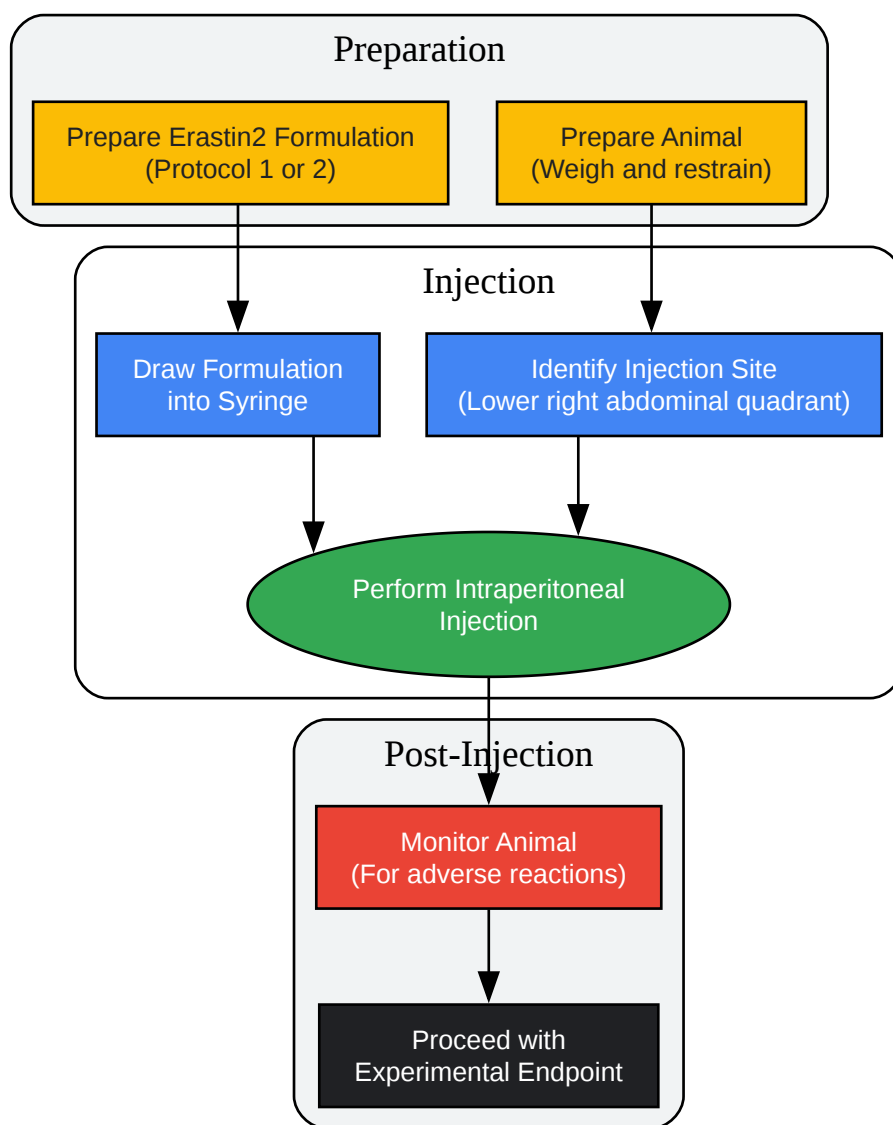 Preparation
Prepare Erastin2 Formulation
(Protocol 1 or 2)
Prepare Animal
(Weigh and restrain)
Injection
Draw Formulation
into Syringe
Identify Injection Site
(Lower right abdominal quadrant)
Perform Intraperitoneal
Injection
Post-Injection
Monitor Animal
(For adverse reactions)
Proceed with
Experimental Endpoint